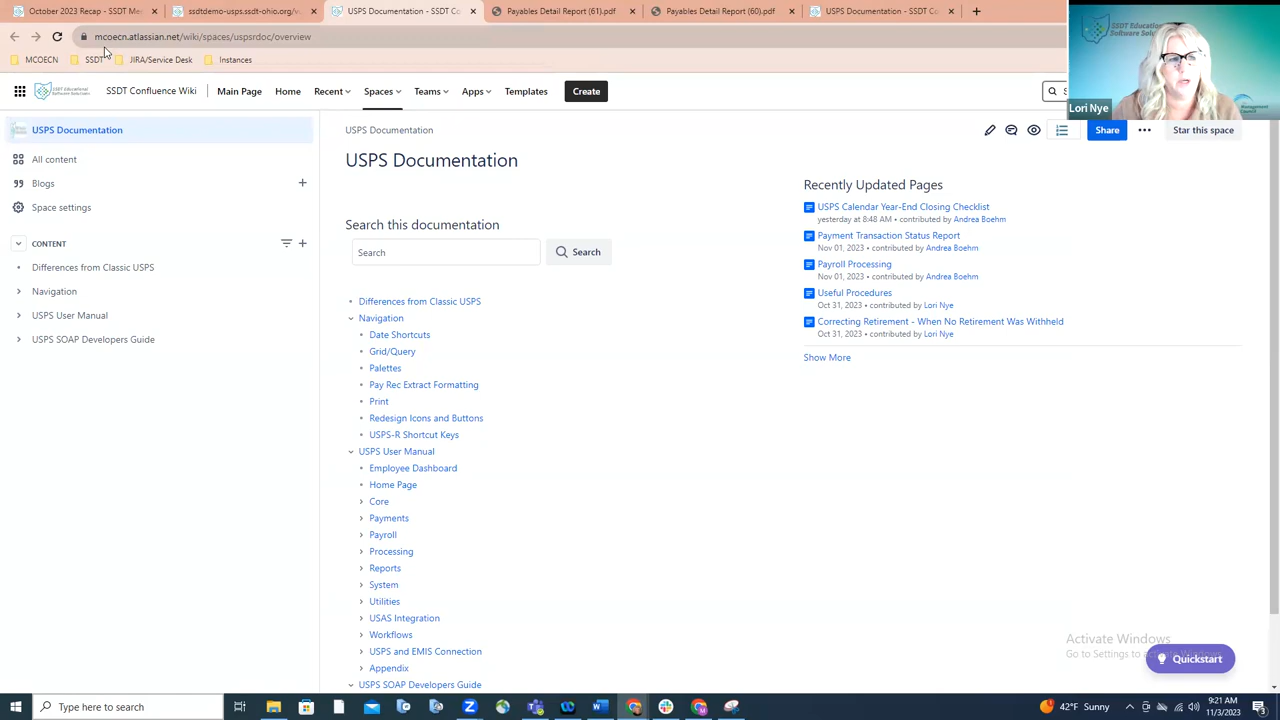 October 2023 R - USTS Me
ssdtdemo-usps.ssdt-ohio.org
USPS Documentation - SSDT Co
Payables Detail Report (61).pdf
Payables Detail Report (60).pdf
USPS Documentation - SSDT C
mcoecn.atlassian.net/wiki/spaces/uspsrdoc/overview
MCOECN
SSDT
JIRA/Service Desk
Instances
SSDT Confluence Wiki
Main Page
Home
Recent
Spaces
Teams
Apps
Templates
Create
SSDT Education
Software Solu
Lori Nye
Management
Council
USPS Documentation
All content
Blogs
Space settings
CONTENT
Differences from Classic USPS
Navigation
USPS User Manual
USPS SOAP Developers Guide
USPS Documentation
Share
Star this space
USPS Documentation
Search this documentation
Search
Search
Differences from Classic USPS
Navigation
Date Shortcuts
Grid/Query
Palettes
Pay Rec Extract Formatting
Print
Redesign Icons and Buttons
USPS-R Shortcut Keys
USPS User Manual
Employee Dashboard
Home Page
Core
Payments
Payroll
Processing
Reports
System
Utilities
USAS Integration
Workflows
USPS and EMIS Connection
Appendix
USPS SOAP Developers Guide
Recently Updated Pages
USPS Calendar Year-End Closing Checklist
yesterday at 8:48 AM • contributed by Andrea Boehm
Payment Transaction Status Report
Nov 01, 2023 • contributed by Andrea Boehm
Payroll Processing
Nov 01, 2023 • contributed by Andrea Boehm
Useful Procedures
Oct 31, 2023 • contributed by Lori Nye
Correcting Retirement - When No Retirement Was Withheld
Oct 31, 2023 • contributed by Lori Nye
Show More
Activate Windows
Go to Settings to activate Windows.
Quickstart
Type here to search
42°F Sunny
9:21 AM
11/3/2023
3